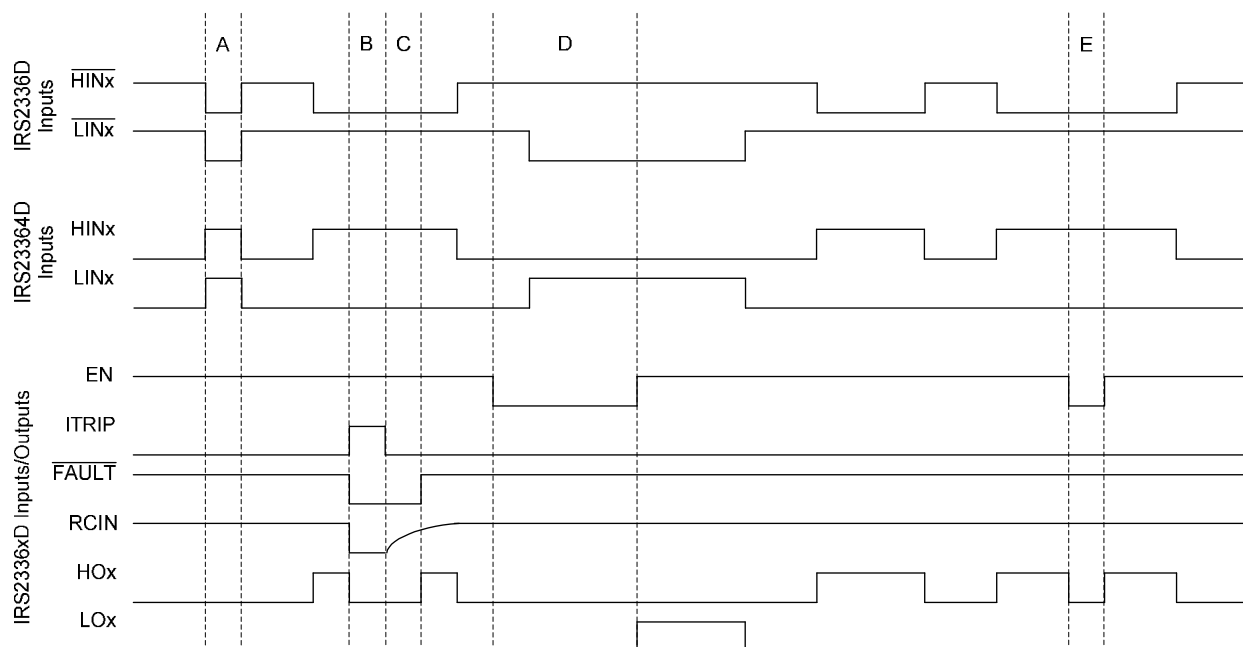 A B C D E
IRS2336D
Inputs
HINx
LINx
IRS23364D
Inputs
HINx
LINx
IRS2336xD Inputs/Outputs
EN
ITRIP
FAULT
RCIN
HOx
LOx